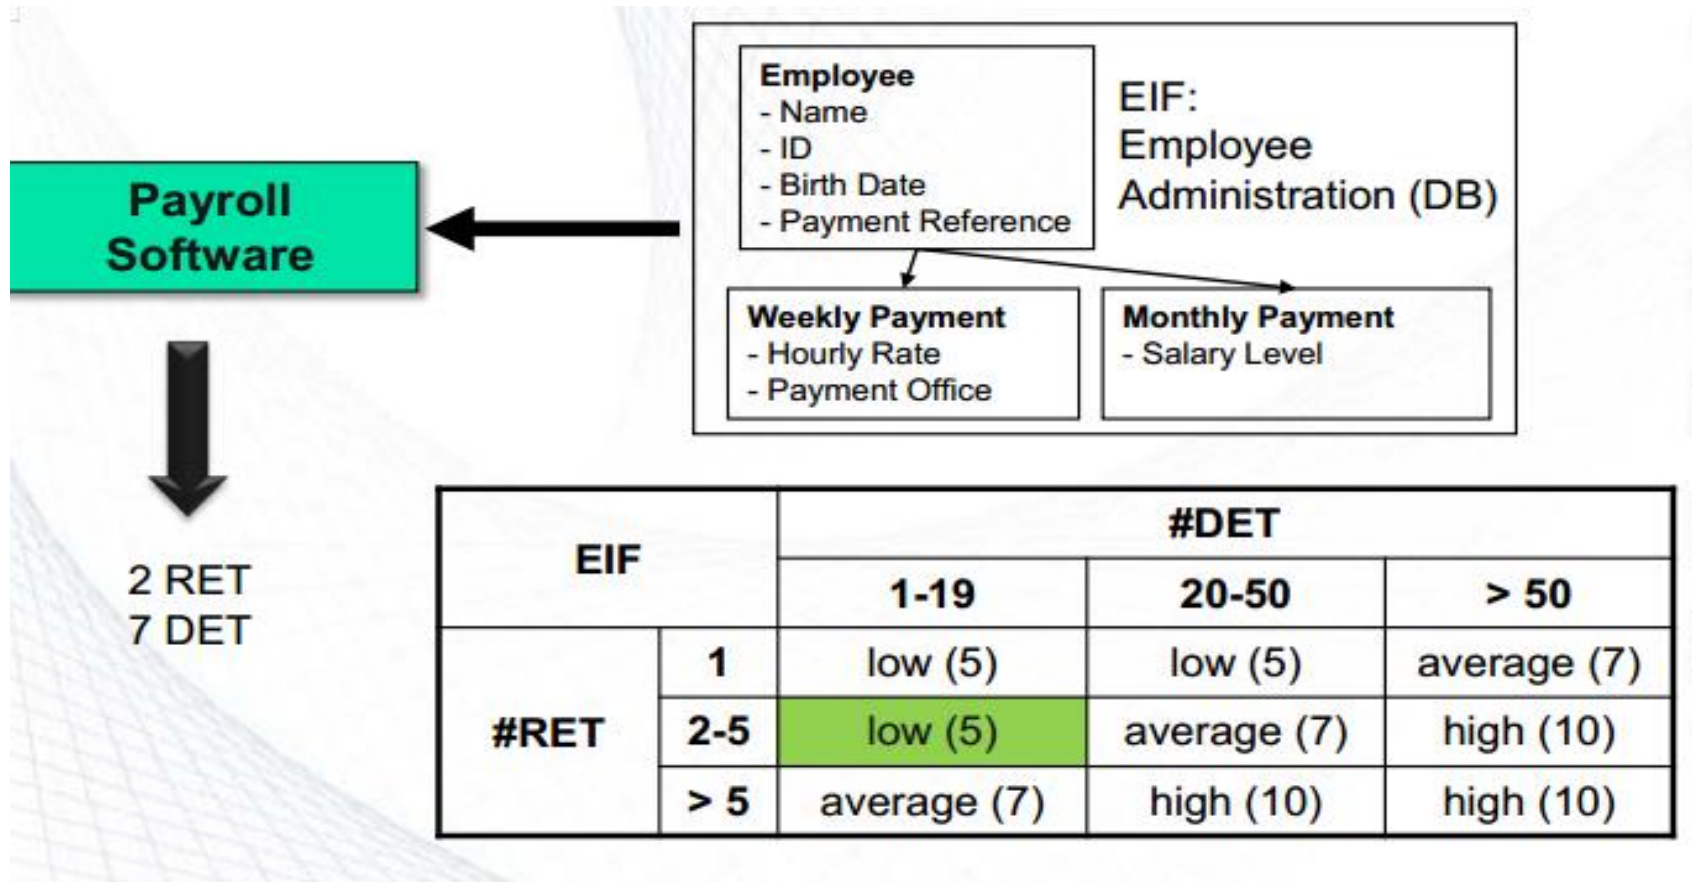 Payroll
Software
2 RET
7 DET
Employee
- Name
- ID
- Birth Date
- Payment Reference
EIF:
Employee
Administration (DB)
Weekly Payment
- Hourly Rate
- Payment Office
Monthly Payment
- Salary Level
EIF
#DET
1-19 20-50 > 50
#RET
1 low (5) low (5) average (7)
2-5 low (5) average (7) high (10)
> 5 average (7) high (10) high (10)